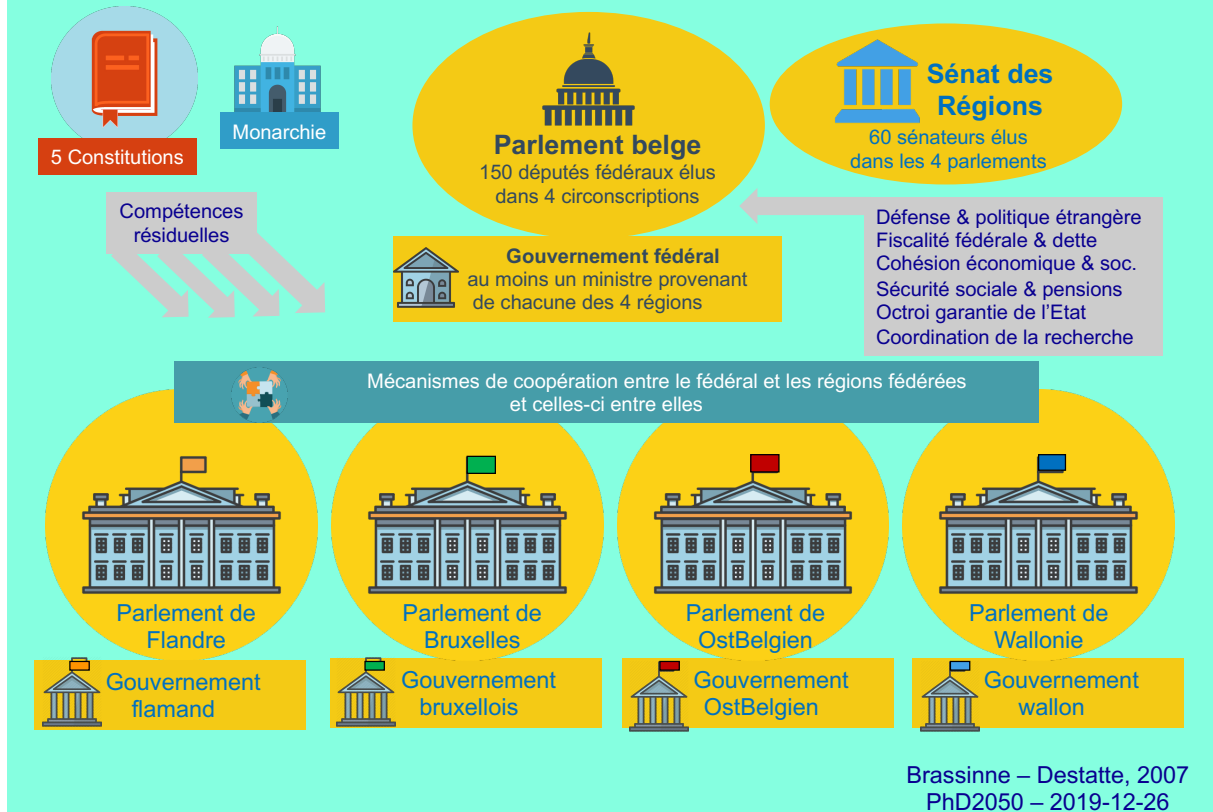 5 Constitutions
Monarchie
Parlement belge
150 députés fédéraux élus
dans 4 circonscriptions
Sénat des
Régions
60 sénateurs élus
dans les 4 parlements
Compétences
résiduelles
Gouvernement fédéral
au moins un ministre provenant
de chacune des 4 régions
Défense & politique étrangère
Fiscalité fédérale & dette
Cohésion économique & soc.
Sécurité sociale & pensions
Octroi garantie de l'Etat
Coordination de la recherche
Mécanismes de coopération entre le fédéral et les régions fédérées
et celles-ci entre elles
Parlement de
Flandre
Parlement de
Bruxelles
Parlement de
OstBelgien
Parlement de
Wallonie
Gouvernement
flamand
Gouvernement
bruxellois
Gouvernement
OstBelgien
Gouvernement
wallon
Brassinne – Destatte, 2007
PhD2050 – 2019-12-26